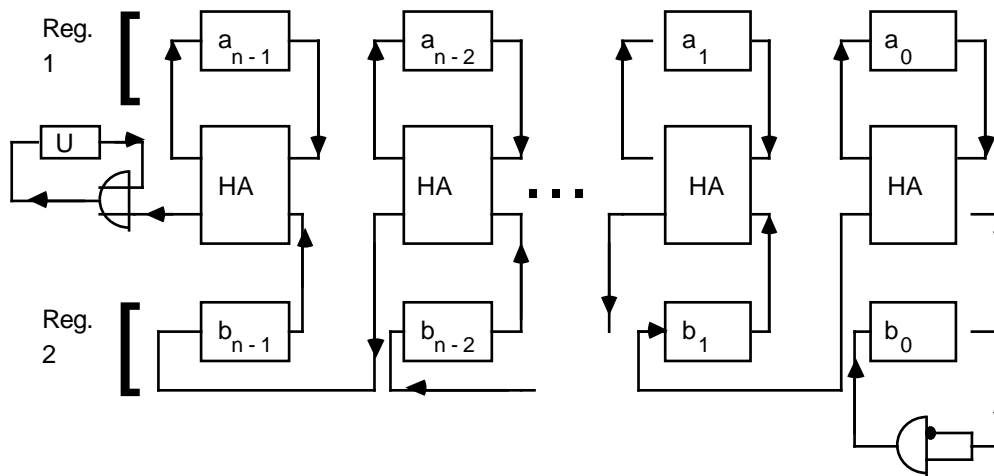 Reg.
1
a n - 1
a n - 2
a 1
a 0
U
HA
HA
HA
HA
...
Reg.
2
b n - 1
b n - 2
b 1
b 0